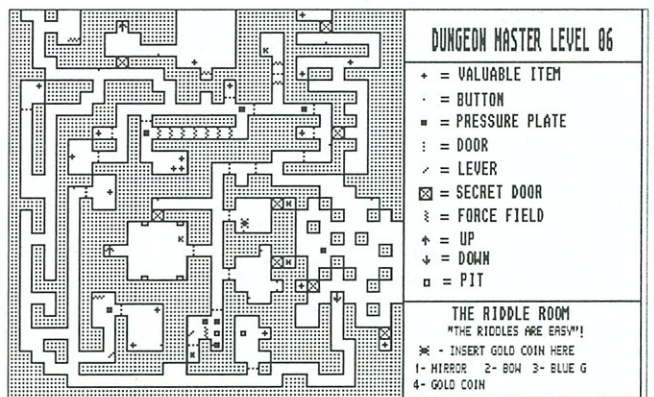 DUNGEON MASTER LEVEL 06
+ = VALUABLE ITEM
· = BUTTON
■ = PRESSURE PLATE
⋮ = DOOR
⟋ = LEVER
☒ = SECRET DOOR
= FORCE FIELD
↑ = UP
↓ = DOWN
□ = PIT
THE RIDDLE ROOM
"THE RIDDLES ARE EASY"!
- INSERT GOLD COIN HERE
1- MIRROR 2- BOW 3- BLUE G
4- GOLD COIN
K
K